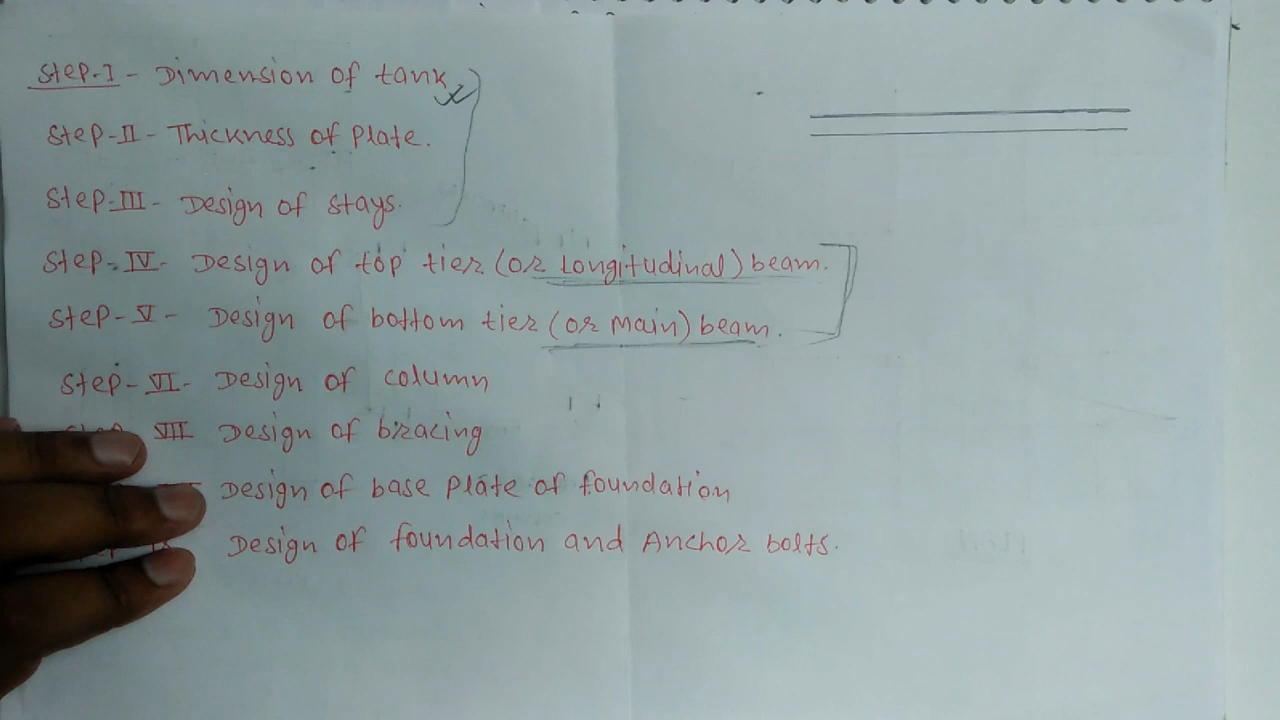 Step-I - Dimension of tank
Step-II - Thickness of Plate.
Step-III - Design of stays.
Step-IV- Design of top tier (or Longitudinal) beam.
Step-V- Design of bottom tier (or main) beam.
Step-VI- Design of column
VII Design of bracing
Design of base plate of foundation
Design of foundation and Anchor bolts.